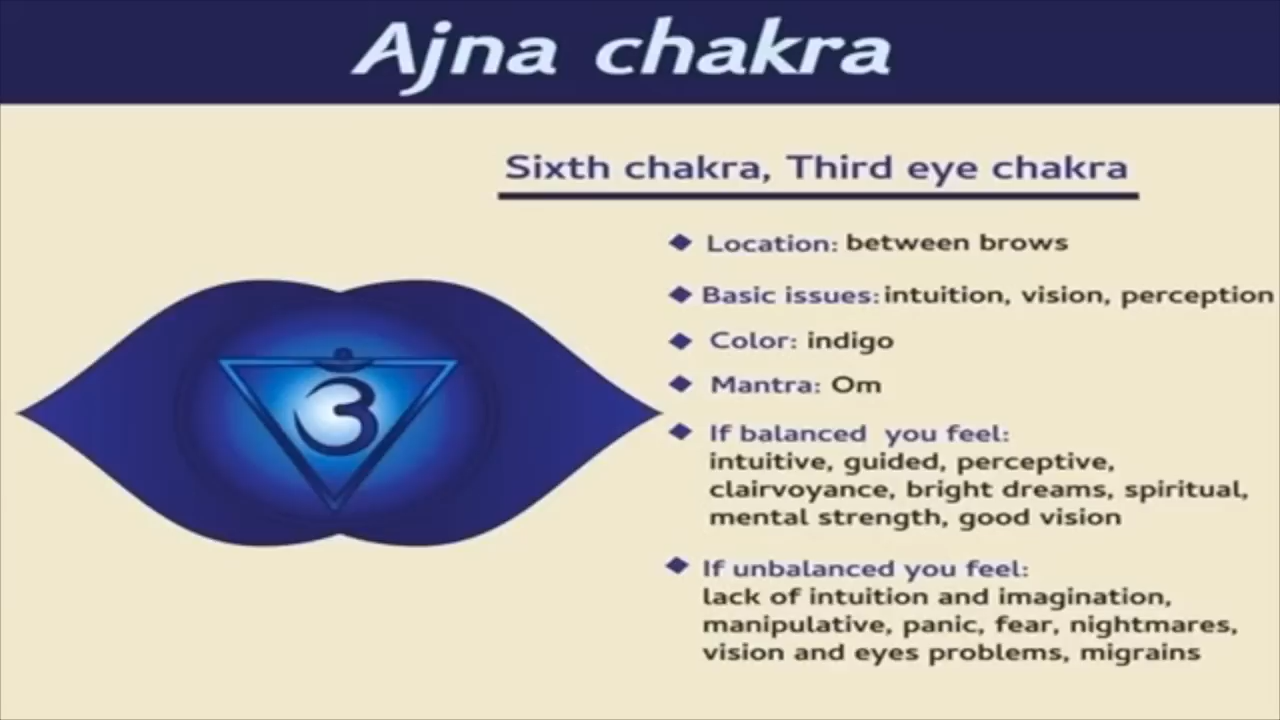 Ajna chakra
Sixth chakra, Third eye chakra
Location: between brows
Basic issues: intuition, vision, perception
Color: indigo
Mantra: Om
If balanced you feel:
intuitive, guided, perceptive,
clairvoyance, bright dreams, spiritual,
mental strength, good vision
If unbalanced you feel:
lack of intuition and imagination,
manipulative, panic, fear, nightmares,
vision and eyes problems, migrains